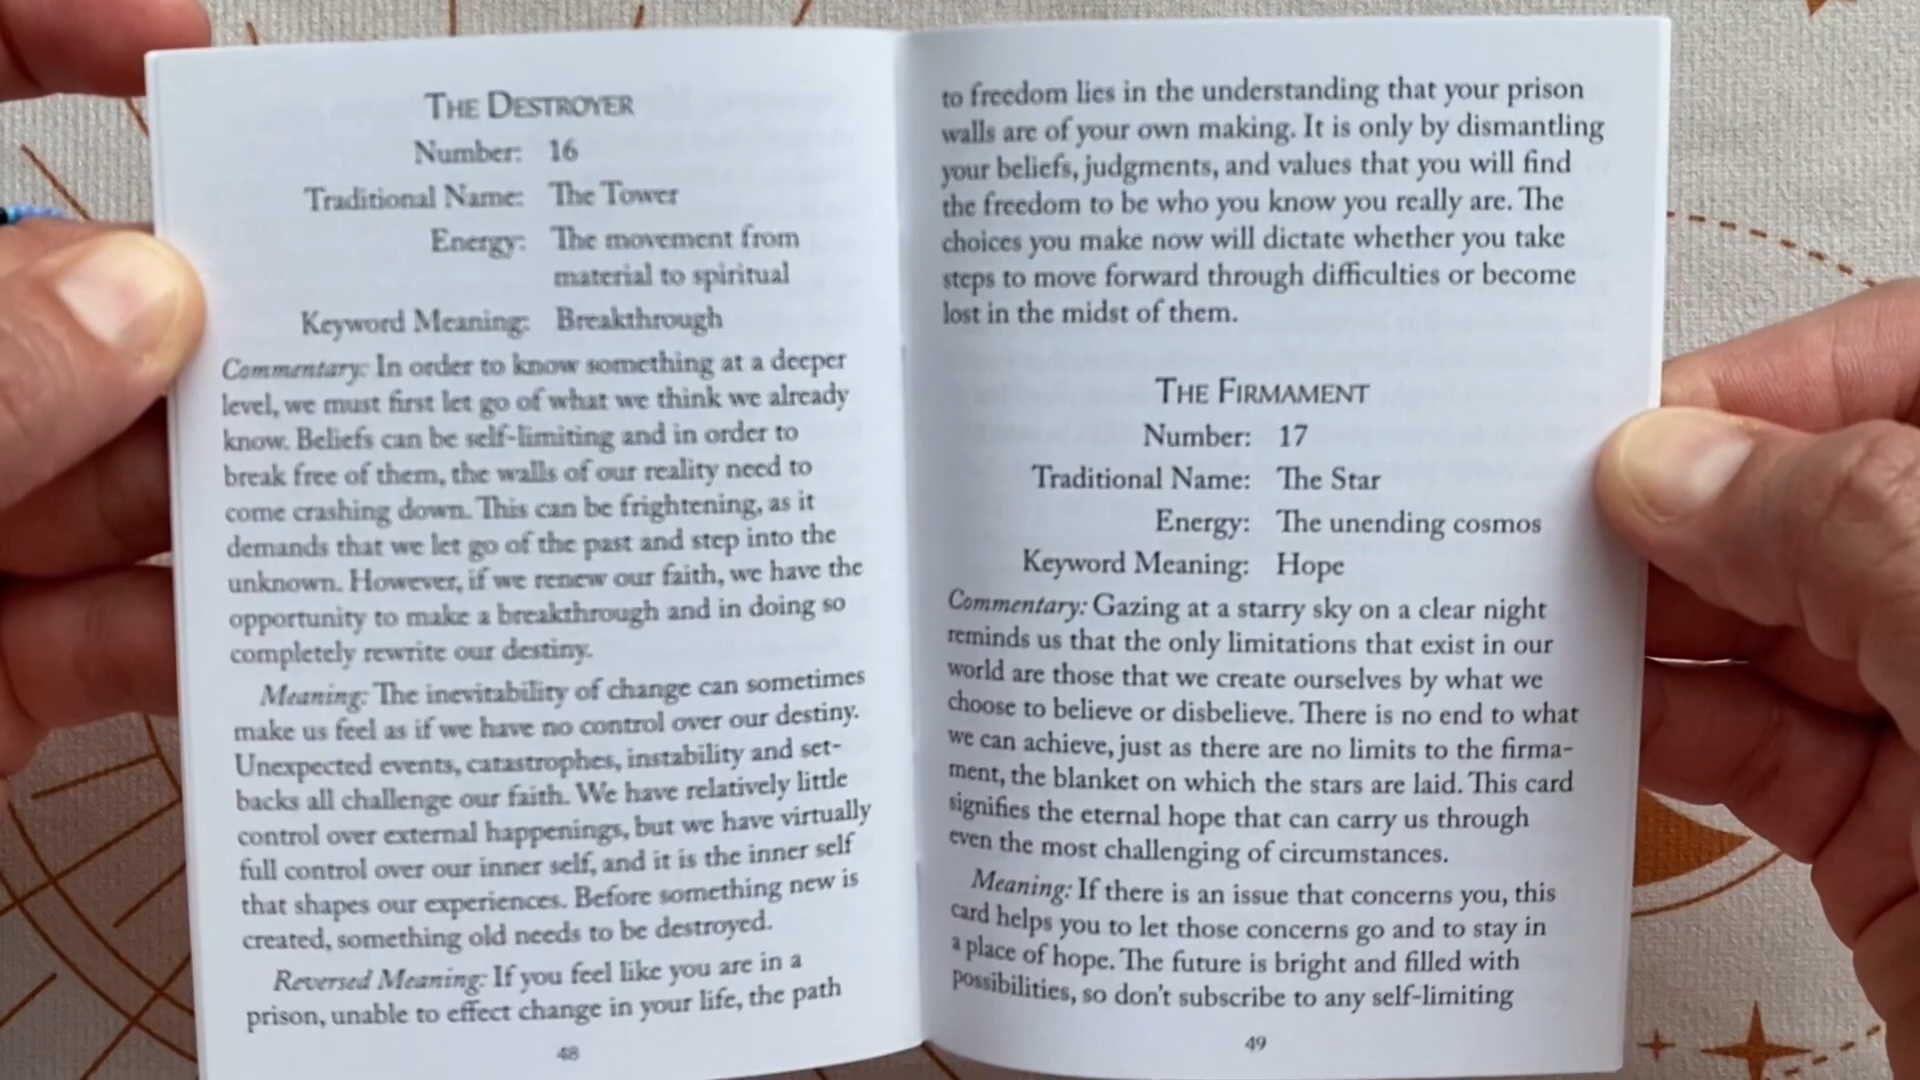 THE DESTROYER
Number: 16
Traditional Name: The Tower
Energy: The movement from
material to spiritual
Keyword Meaning: Breakthrough
Commentary: In order to know something at a deeper
level, we must first let go of what we think we already
know. Beliefs can be self-limiting and in order to
break free of them, the walls of our reality need to
come crashing down. This can be frightening, as it
demands that we let go of the past and step into the
unknown. However, if we renew our faith, we have the
opportunity to make a breakthrough and in doing so
completely rewrite our destiny.
Meaning: The inevitability of change can sometimes
make us feel as if we have no control over our destiny.
Unexpected events, catastrophes, instability and set-
backs all challenge our faith. We have relatively little
control over external happenings, but we have virtually
full control over our inner self, and it is the inner self
that shapes our experiences. Before something new is
created, something old needs to be destroyed.
Reversed Meaning: If you feel like you are in a
prison, unable to effect change in your life, the path
48
to freedom lies in the understanding that your prison
walls are of your own making. It is only by dismantling
your beliefs, judgments, and values that you will find
the freedom to be who you know you really are. The
choices you make now will dictate whether you take
steps to move forward through difficulties or become
lost in the midst of them.
THE FIRMAMENT
Number: 17
Traditional Name: The Star
Energy: The unending cosmos
Keyword Meaning: Hope
Commentary: Gazing at a starry sky on a clear night
reminds us that the only limitations that exist in our
world are those that we create ourselves by what we
choose to believe or disbelieve. There is no end to what
we can achieve, just as there are no limits to the firma-
ment, the blanket on which the stars are laid. This card
signifies the eternal hope that can carry us through
even the most challenging of circumstances.
Meaning: If there is an issue that concerns you, this
card helps you to let those concerns go and to stay in
a place of hope. The future is bright and filled with
possibilities, so don't subscribe to any self-limiting
49